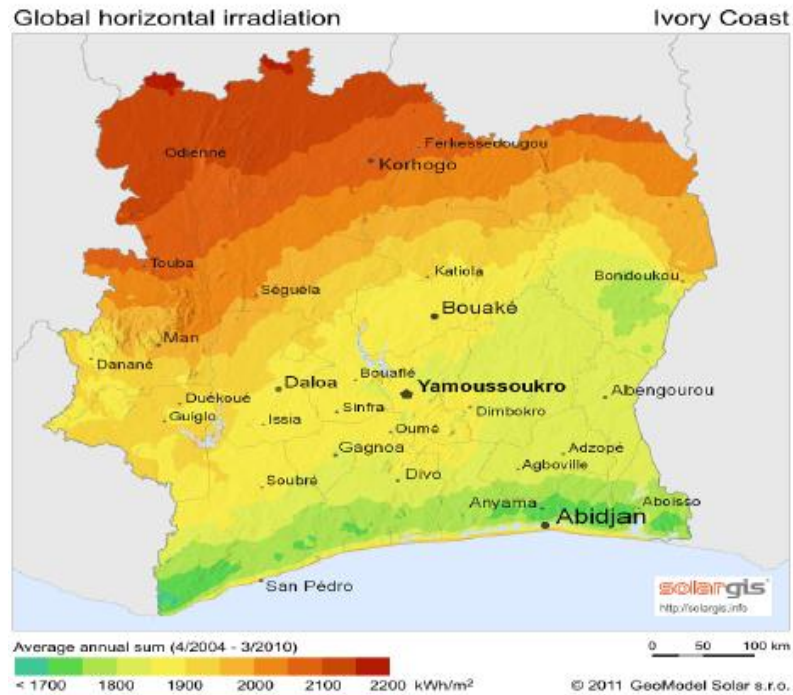 Global horizontal irradiation Ivory Coast
Odienné
Ferkessedougou
Korhogo
Touba
Katiola
Bondoukou
Séguéla
Bouaké
Man
Danané
Bouaflé
Daloa
Yamoussoukro
Abengourou
Duékoué
Sinfra
Dimbokro
Guiglo
Issia
Oumé
Gagnoa
Adzopé
Agboville
Soubré
Divo
Anyama
Aboisso
Abidjan
San Pédro
solargis
http://solargis.info
Average annual sum (4/2004 - 3/2010)
0 50 100 km
< 1700 1800 1900 2000 2100 2200 kWh/m²
© 2011 GeoModel Solar s.r.o.